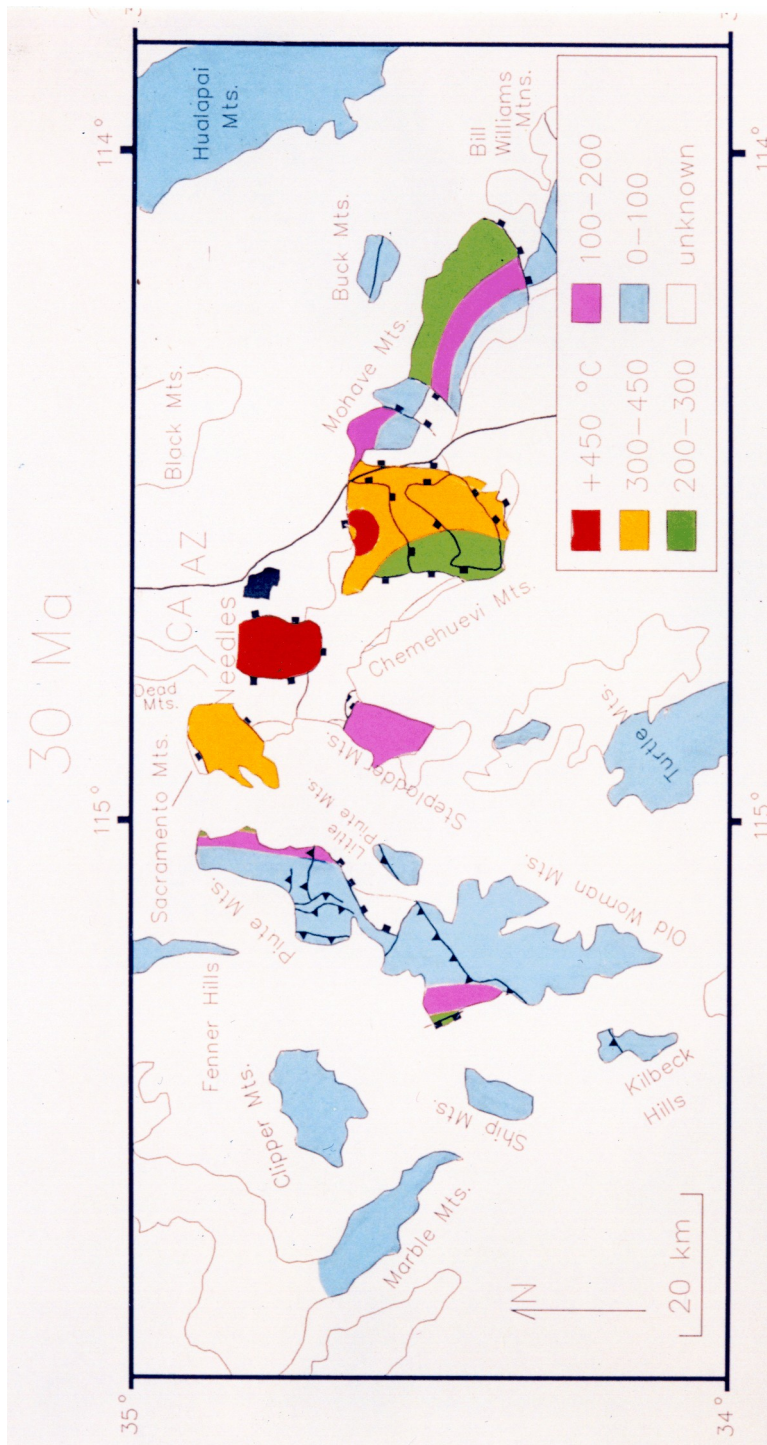 30 Ma
35°
115°
114°
Sacramento Mts.
Dead
Mts.
Needles
CA
AZ
Black Mts.
Hualapai
Mts.
Fenner Hills
Piute Mts.
Little
Piute Mts.
Stepladder Mts.
Chemehuevi Mts.
Mohave Mts.
Buck Mts.
Bill
Williams
Mtns.
Clipper Mts.
Marble Mts.
Ship Mts.
Old Woman Mts.
Turtle Mts.
Kilbeck
Hills
N
20 km
+450 °C
300-450
200-300
100-200
0-100
unknown
34°
115°
114°